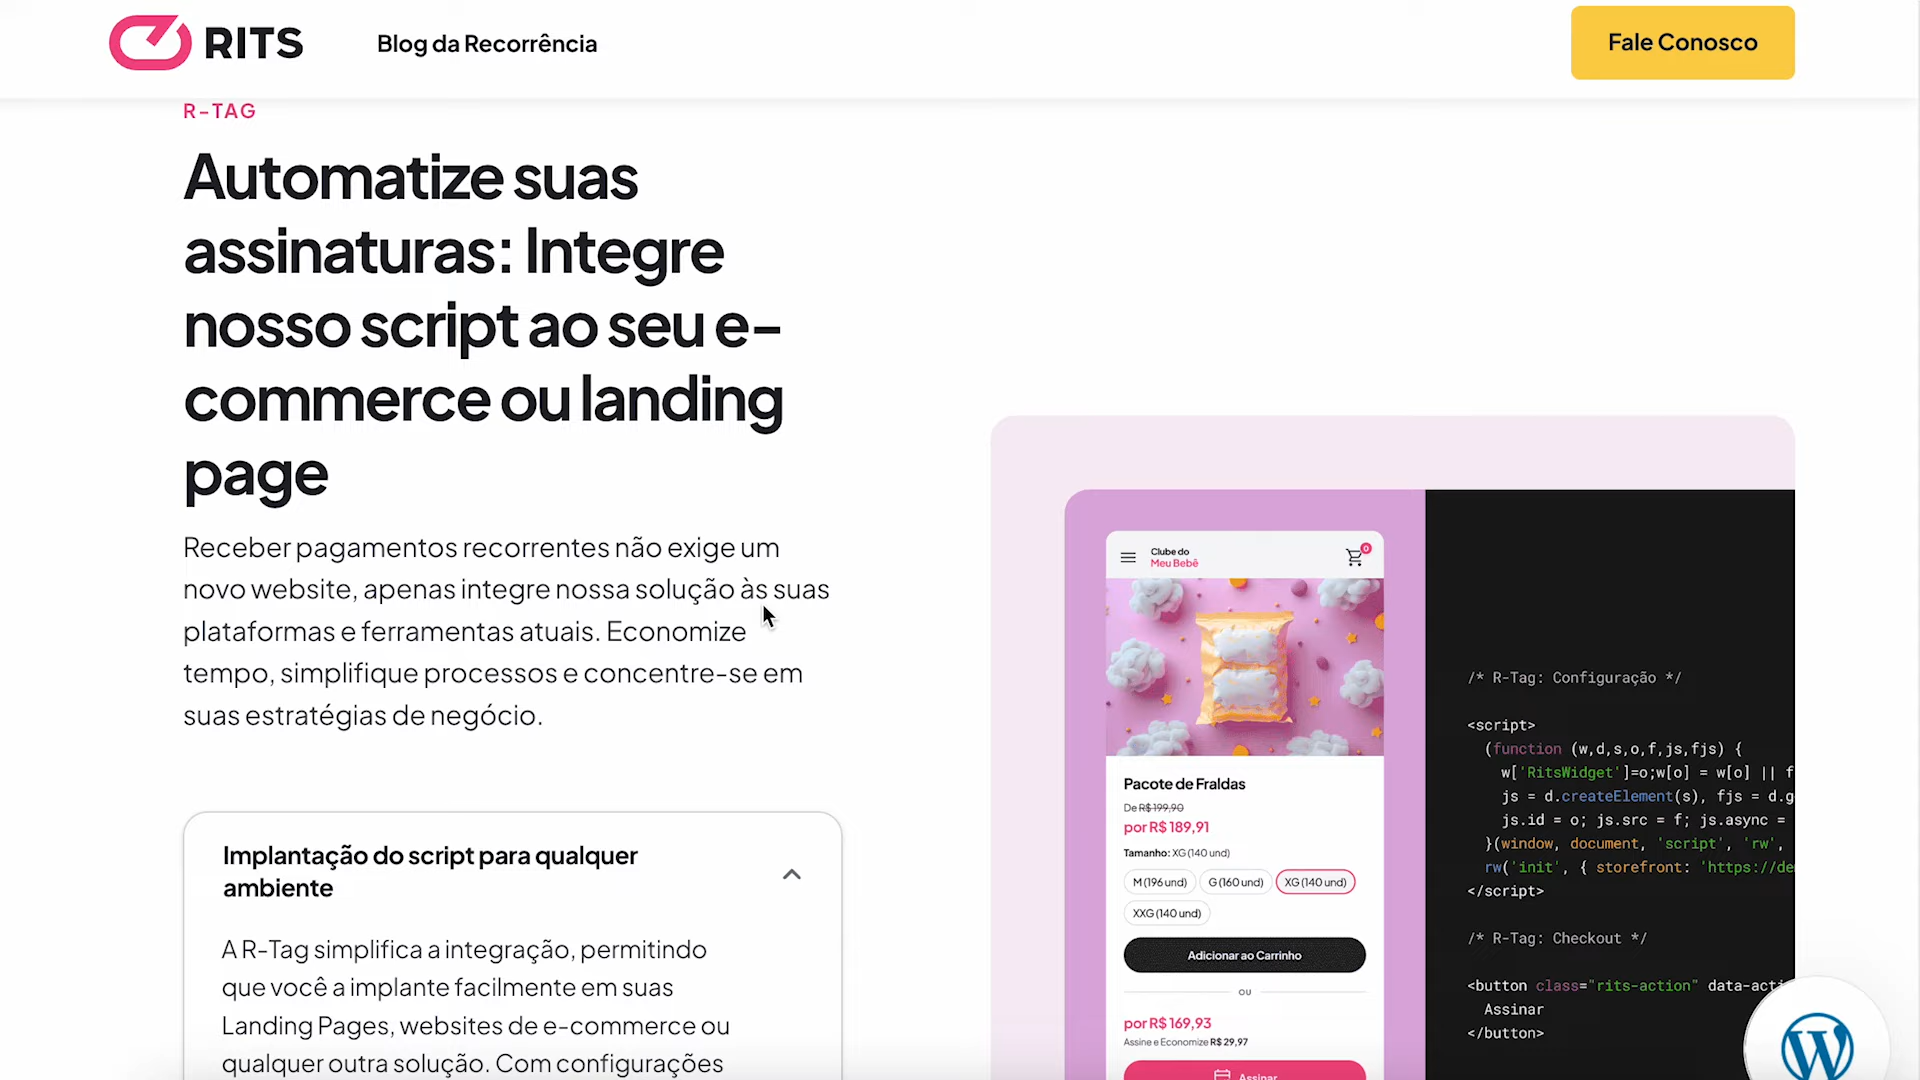 RITS
Blog da Recorrência
Fale Conosco
R-TAG
Automatize suas
assinaturas: Integre
nosso script ao seu e-
commerce ou landing
page
Receber pagamentos recorrentes não exige um
novo website, apenas integre nossa solução às suas
plataformas e ferramentas atuais. Economize
tempo, simplifique processos e concentre-se em
suas estratégias de negócio.
Implantação do script para qualquer
ambiente
A R-Tag simplifica a integração, permitindo
que você a implante facilmente em suas
Landing Pages, websites de e-commerce ou
qualquer outra solução. Com configurações
Clube do
Meu Bebê
0
Pacote de Fraldas
De R$ 199,90
por R$ 189,91
Tamanho: XG (140 und)
M (196 und)
G (160 und)
XG (140 und)
XXG (140 und)
Adicionar ao Carrinho
OU
por R$ 169,93
Assine e Economize R$ 29,97
Assinar
/* R-Tag: Configuração */
<script>
(function (w,d,s,o,f,js,fjs) {
w['RitsWidget']=o;w[o] = w[o] || f
js = d.createElement(s), fjs = d.g
js.id = o; js.src = f; js.async =
}(window, document, 'script', 'rw',
rw('init', { storefront: 'https://de
</script>
/* R-Tag: Checkout */
<button class="rits-action" data-acti
Assinar
</button>